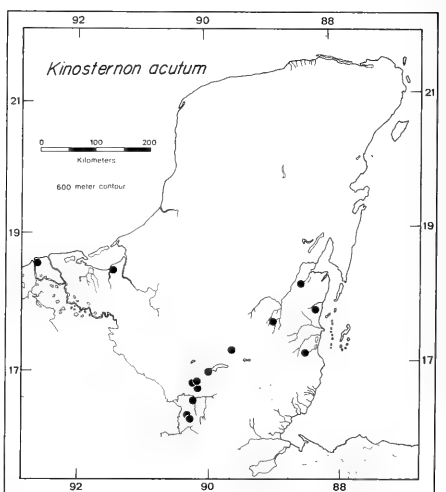 92 90 88
Kinosternon acutum
21 21
0 100 200
Kilometers
600 meter contour
19 19
17 17
92 90 88